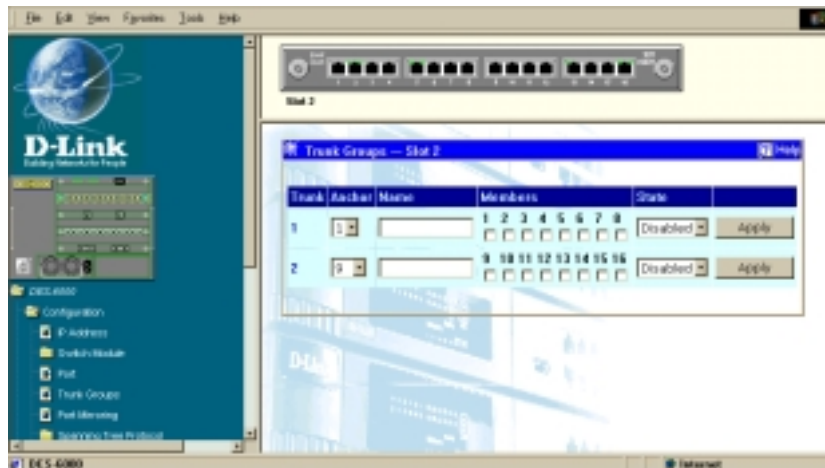 File Edit View Favorites Tools Help
D-Link
Building Networks for People
Slot 2
Trunk Groups — Slot 2 Help
Trunk Anchor Name Members State
1 1 1 2 3 4 5 6 7 8 Disabled Apply
2 9 9 10 11 12 13 14 15 16 Disabled Apply
DES-6000
Configuration
IP Address
Switch Module
Port
Trunk Groups
Port Mirroring
Spanning Tree Protocol
D-Li
DES-6000 Internet